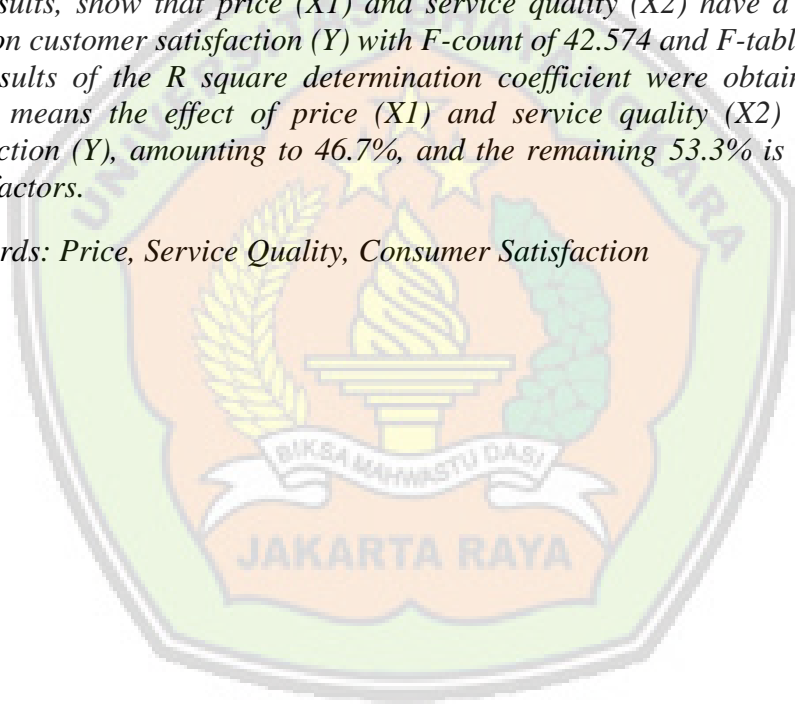 sults, show that price (X1) and service quality (X2) have a
on customer satisfaction (Y) with F-count of 42.574 and F-tabl
sults of the R square determination coefficient were obtain
means the effect of price (X1) and service quality (X2)
ction (Y), amounting to 46.7%, and the remaining 53.3% is
factors.
rds: Price, Service Quality, Consumer Satisfaction
BIKSA MAHWASTU DASI
JAKARTA RAYA